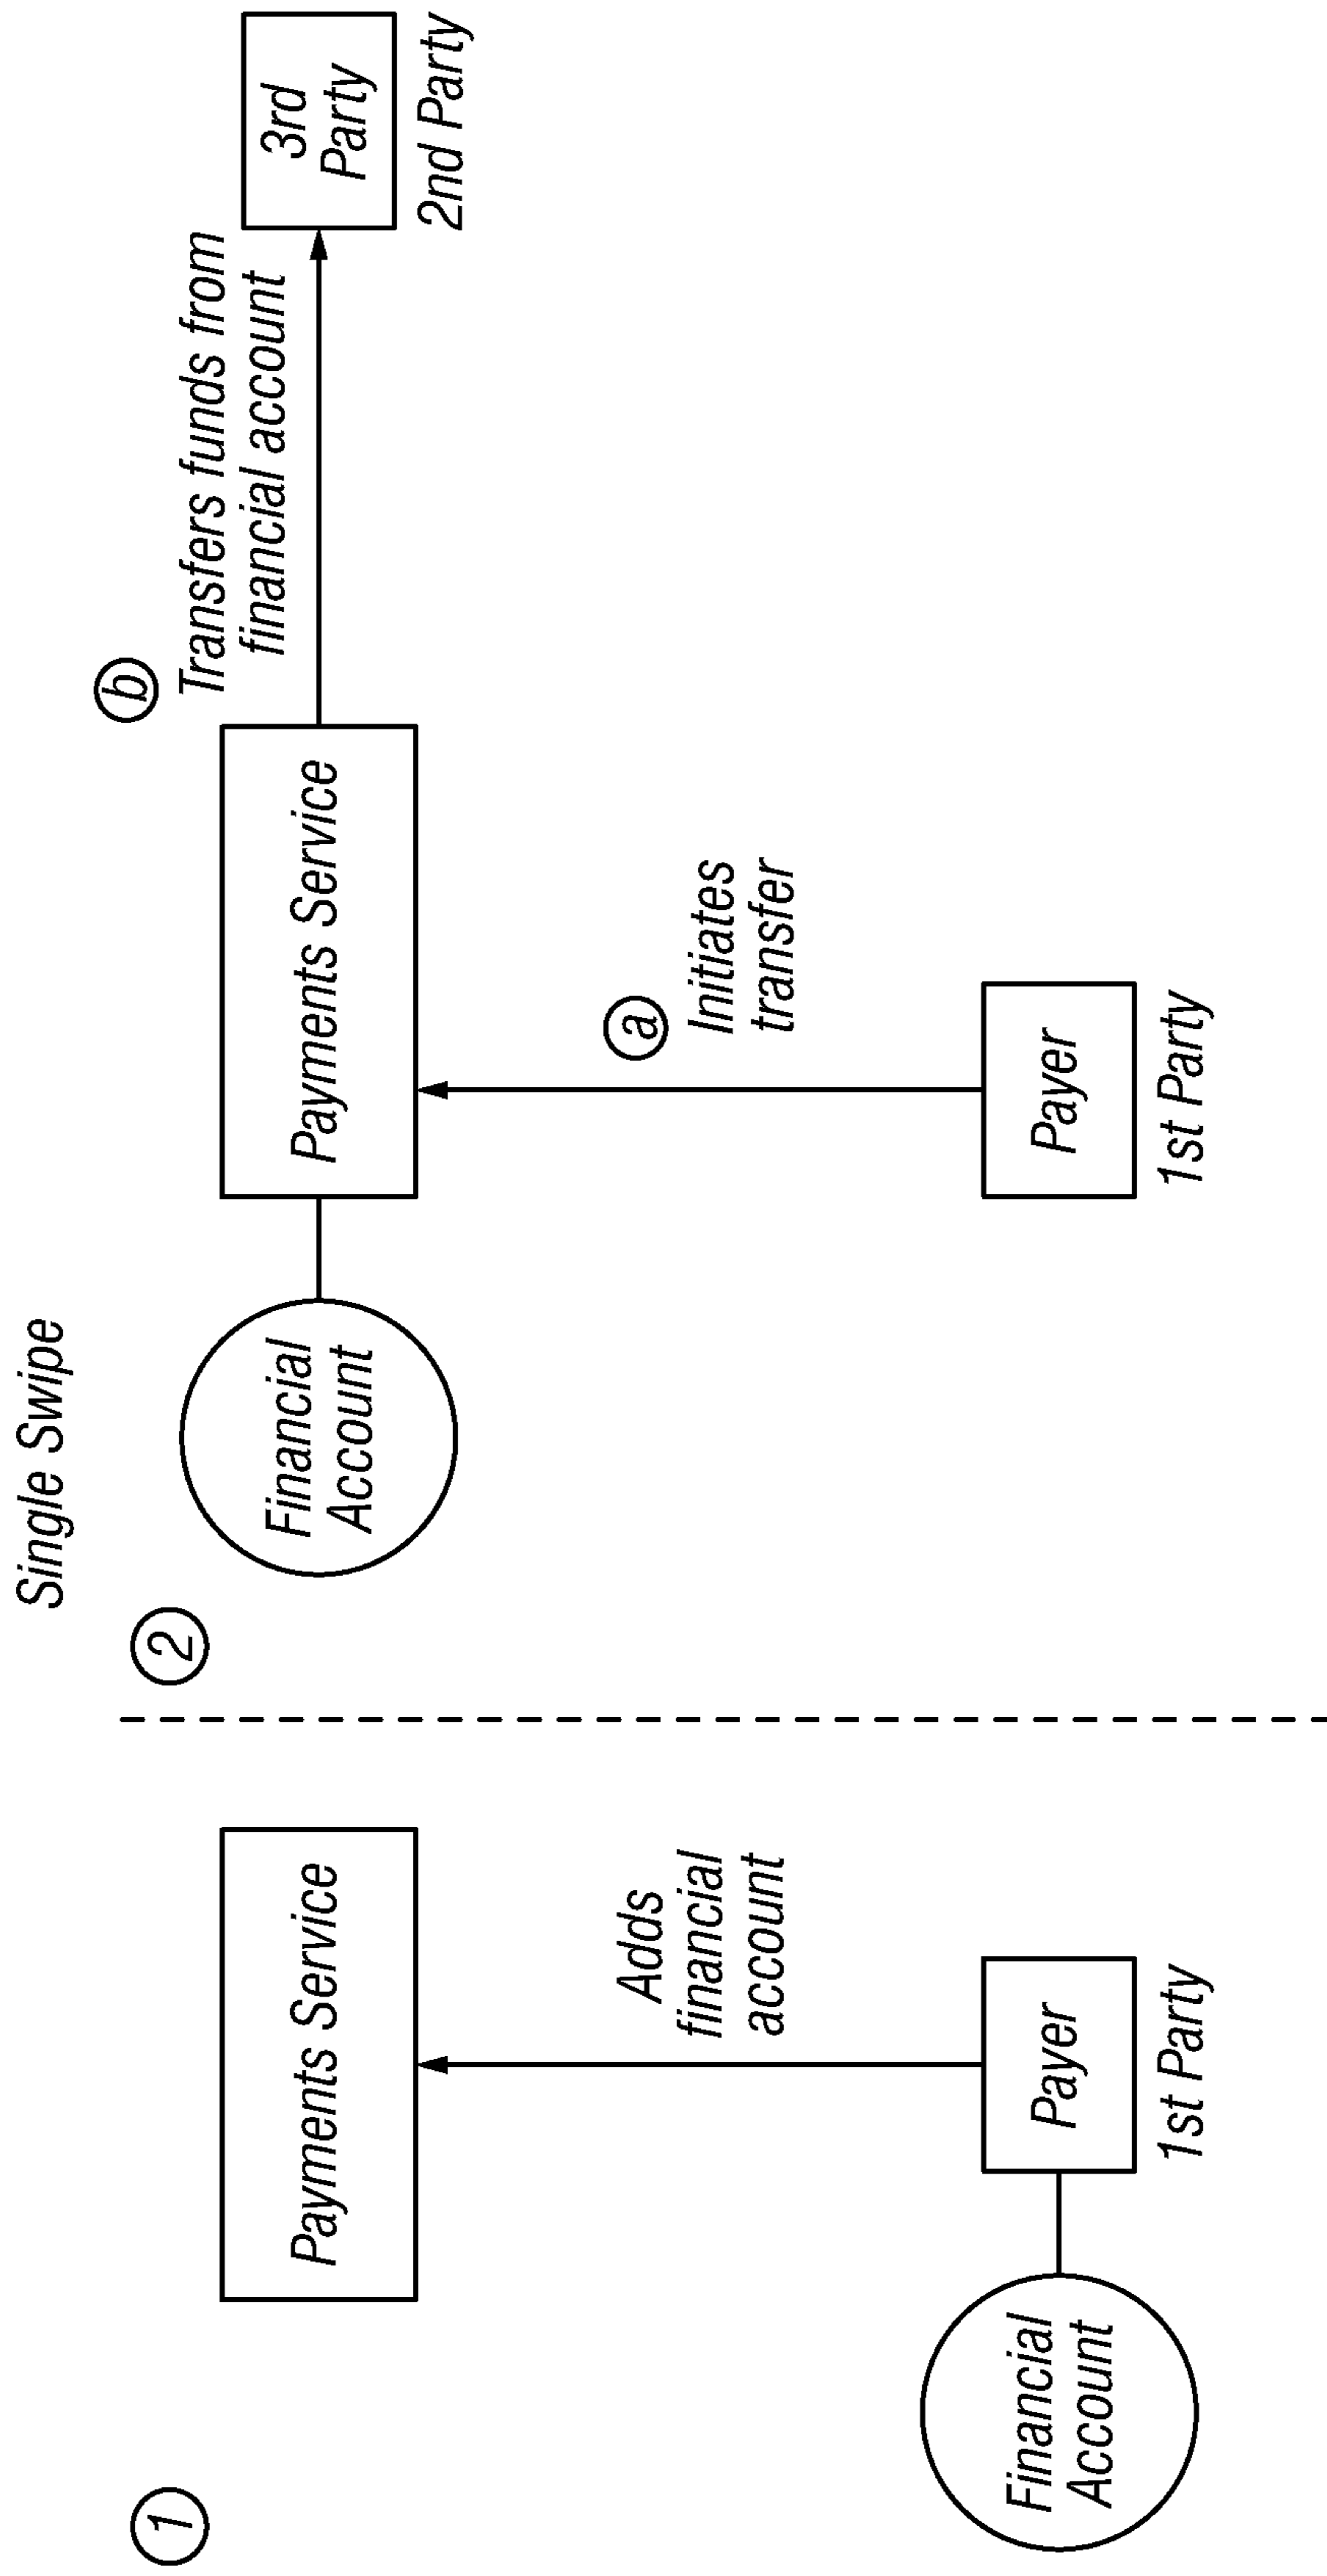 Single Swipe
1
Payments Service
Adds
financial
account
Financial
Account
Payer
1st Party
2
Financial
Account
Payments Service
b
Transfers funds from
financial account
3rd
Party
2nd Party
a
Initiates
transfer
Payer
1st Party